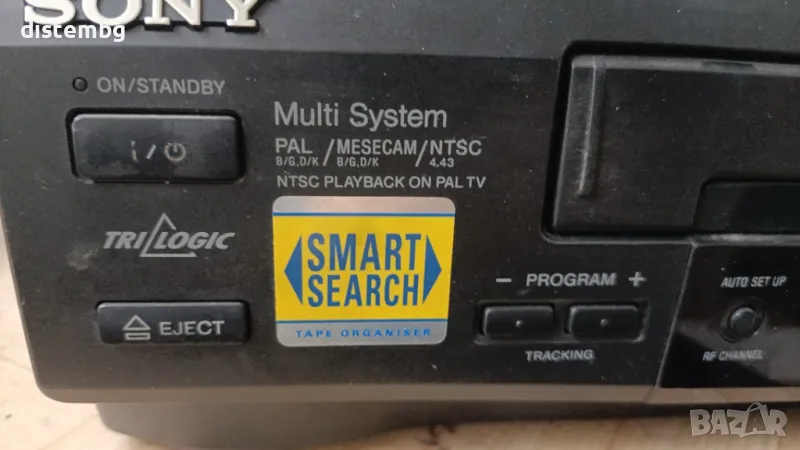 SONY
distembg
ON/STANDBY
I/⏻
Multi System
PAL /MESECAM/NTSC
B/G,D/K B/G,D/K 4.43
NTSC PLAYBACK ON PAL TV
TRILOGIC
SMART
SEARCH
TAPE ORGANISER
EJECT
− PROGRAM +
TRACKING
AUTO SET UP
RF CHANNEL
BAZAR